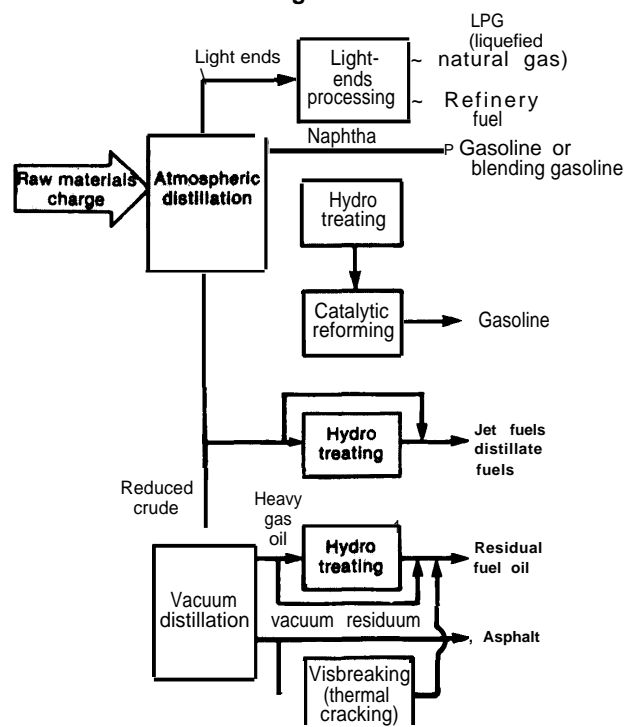 LPG
(liquefied
natural gas)
Light ends
Light-
ends
processing
~
~ Refinery
fuel
Naphtha
P Gasoline or
blending gasoline
Raw materials
charge
Atmospheric
distillation
Hydro
treating
Catalytic
reforming
Gasoline
Hydro
treating
Jet fuels
distillate
fuels
Reduced
crude
Heavy
gas
oil
Hydro
treating
Residual
fuel oil
Vacuum
distillation
vacuum residuum
, Asphalt
Visbreaking
(thermal
cracking)